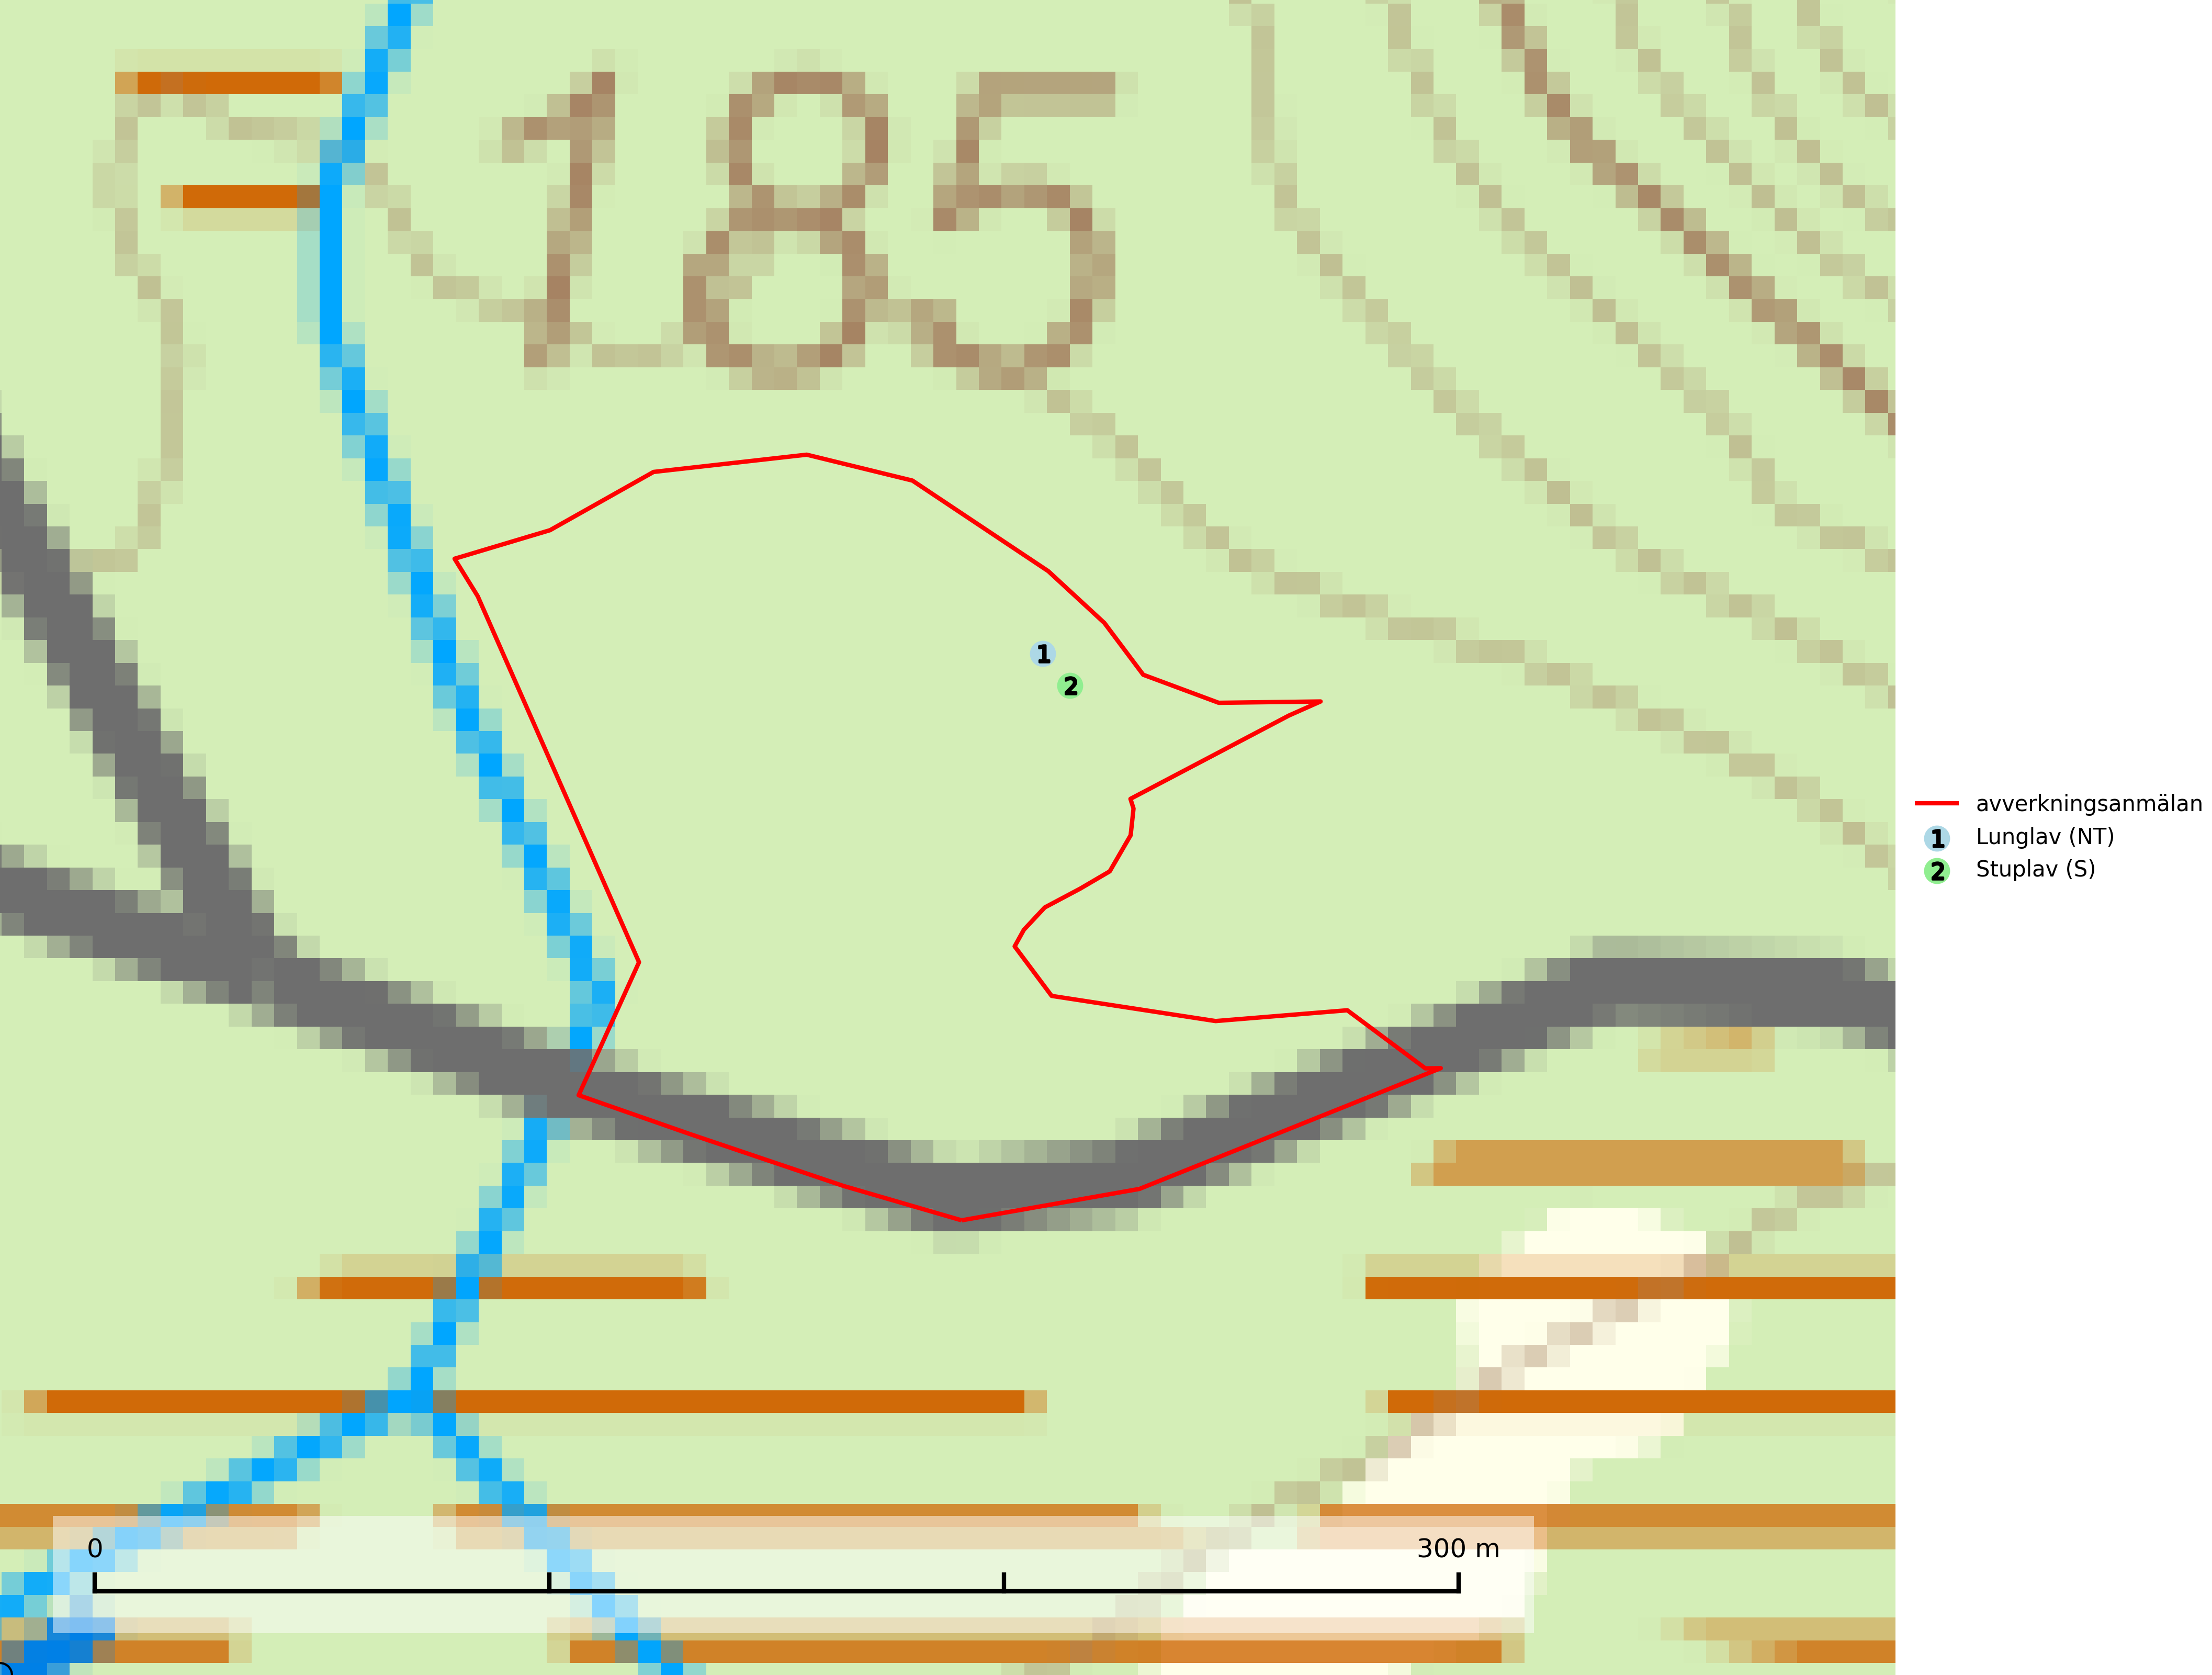 185
1
2
avverkningsanmälan
1 Lunglav (NT)
2 Stuplav (S)
0 300 m